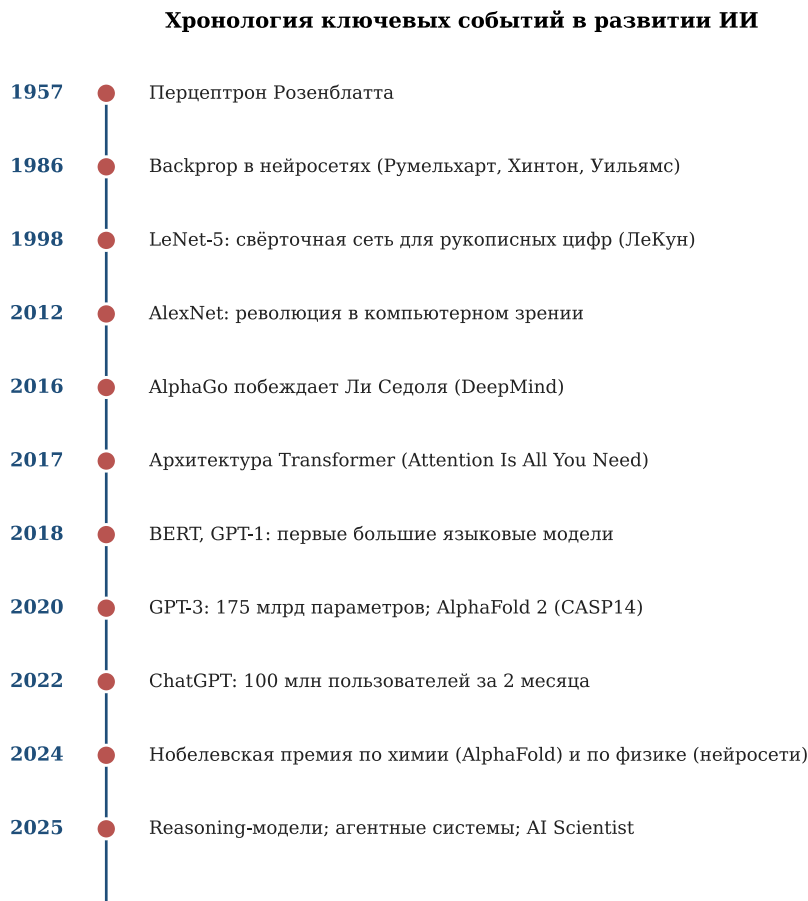 Хронология ключевых событий в развитии ИИ
1957 Перцептрон Розенблатта
1986 Backprop в нейросетях (Румельхарт, Хинтон, Уильямс)
1998 LeNet-5: свёрточная сеть для рукописных цифр (ЛеКун)
2012 AlexNet: революция в компьютерном зрении
2016 AlphaGo побеждает Ли Седоля (DeepMind)
2017 Архитектура Transformer (Attention Is All You Need)
2018 BERT, GPT-1: первые большие языковые модели
2020 GPT-3: 175 млрд параметров; AlphaFold 2 (CASP14)
2022 ChatGPT: 100 млн пользователей за 2 месяца
2024 Нобелевская премия по химии (AlphaFold) и по физике (нейросети)
2025 Reasoning-модели; агентные системы; AI Scientist